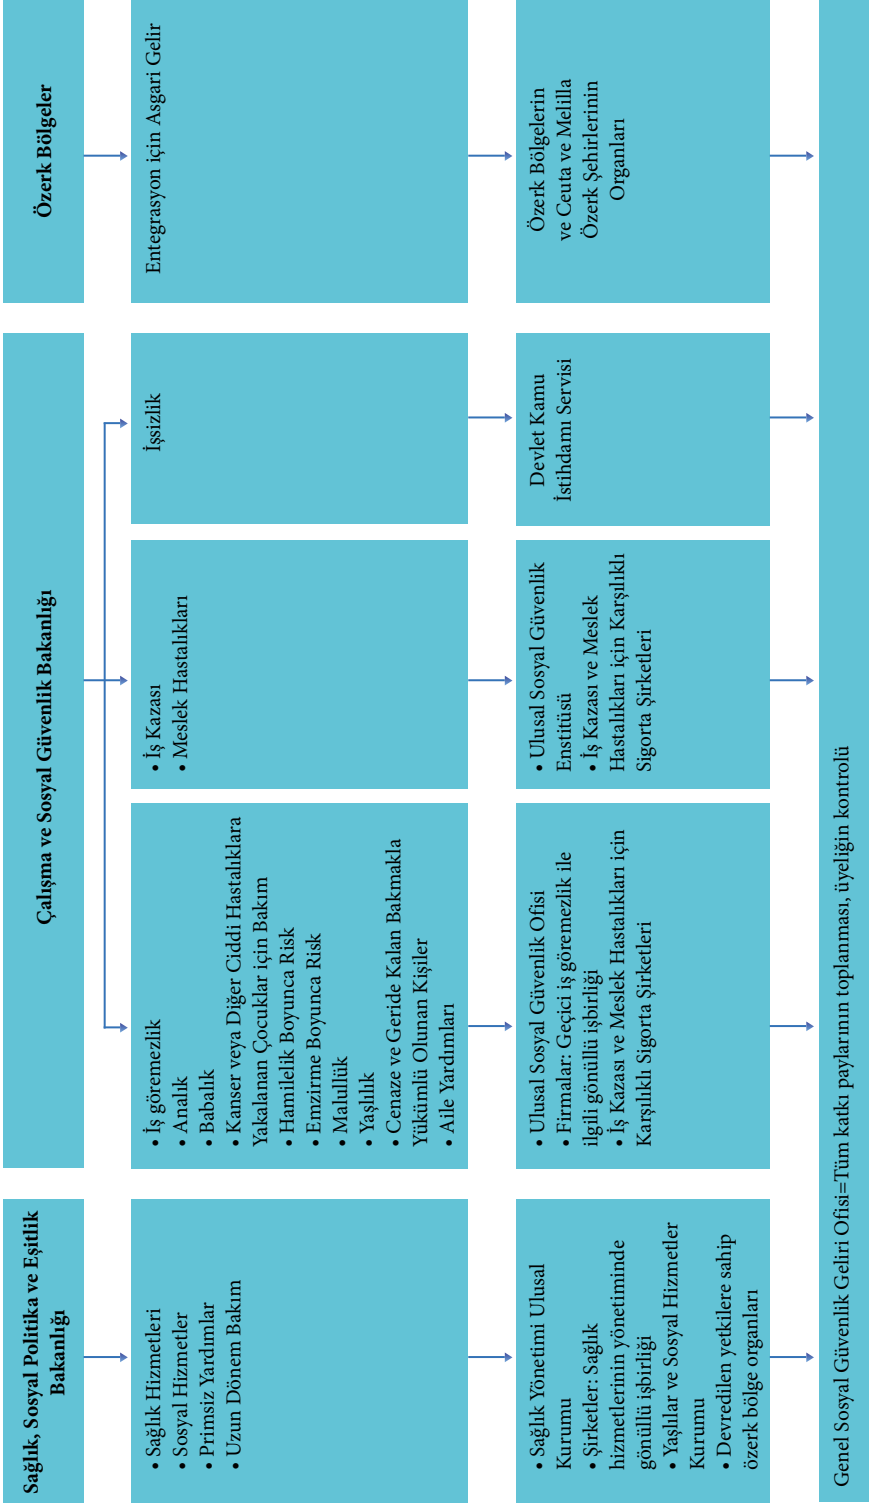 Sağlık, Sosyal Politika ve Eşitlik
Bakanlığı
Çalışma ve Sosyal Güvenlik Bakanlığı
Özerk Bölgeler
• Sağlık Hizmetleri
• Sosyal Hizmetler
• Primsiz Yardımlar
• Uzun Dönem Bakım
• İş göremezlik
• Analık
• Babalık
• Kanser veya Diğer Ciddi Hastalıklara
Yakalanan Çocuklar için Bakım
• Hamilelik Boyunca Risk
• Emzirme Boyunca Risk
• Malullük
• Yaşlılık
• Cenaze ve Geride Kalan Bakmakla
Yükümlü Olunan Kişiler
• Aile Yardımları
• İş Kazası
• Meslek Hastalıkları
İşsizlik
Entegrasyon için Asgari Gelir
• Sağlık Yönetimi Ulusal
Kurumu
• Şirketler: Sağlık
hizmetlerinin yönetiminde
gönüllü işbirliği
• Yaşlılar ve Sosyal Hizmetler
Kurumu
• Devredilen yetkilere sahip
özerk bölge organları
• Ulusal Sosyal Güvenlik Ofisi
• Firmalar: Geçici iş göremezlik ile
ilgili gönüllü işbirliği
• İş Kazası ve Meslek Hastalıkları için
Karşılıklı Sigorta Şirketleri
• Ulusal Sosyal Güvenlik
Enstitüsü
• İş Kazası ve Meslek
Hastalıkları için Karşılıklı
Sigorta Şirketleri
Devlet Kamu
İstihdamı Servisi
Özerk Bölgelerin
ve Ceuta ve Melilla
Özerk Şehirlerinin
Organları
Genel Sosyal Güvenlik Geliri Ofisi=Tüm katkı paylarının toplanması, üyeliğin kontrolü